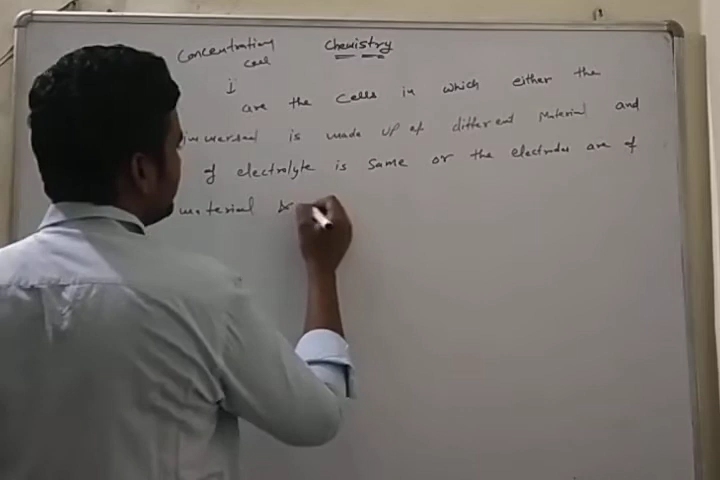 Concentration Chemistry
cell
are the cells in which either the
immersed is made up of different Material and
of electrolyte is same or the electrodes are of
material